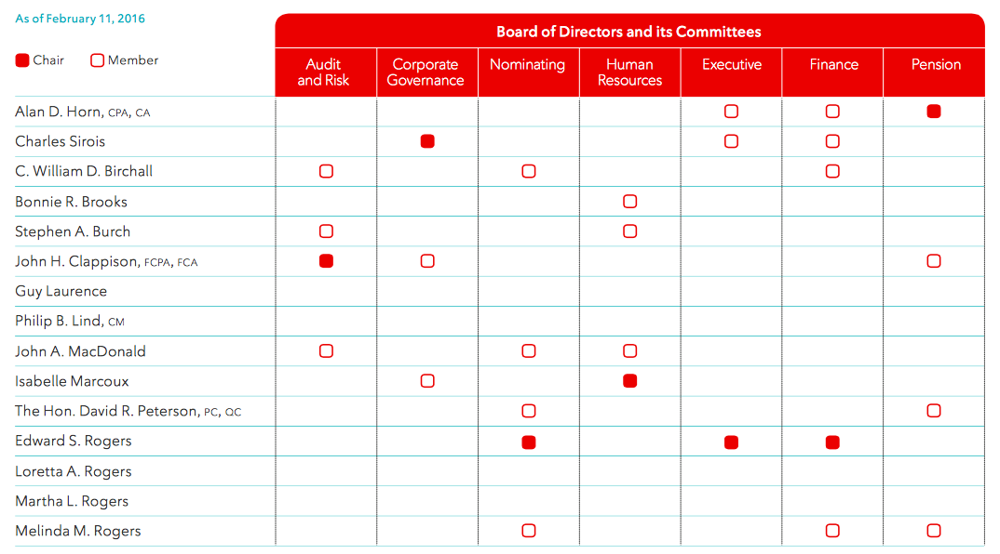 As of February 11, 2016
Board of Directors and its Committees
Chair Member
Audit and Risk
Corporate Governance
Nominating
Human Resources
Executive
Finance
Pension
Alan D. Horn, CPA, CA
Charles Sirois
C. William D. Birchall
Bonnie R. Brooks
Stephen A. Burch
John H. Clappison, FCPA, FCA
Guy Laurence
Philip B. Lind, CM
John A. MacDonald
Isabelle Marcoux
The Hon. David R. Peterson, PC, QC
Edward S. Rogers
Loretta A. Rogers
Martha L. Rogers
Melinda M. Rogers